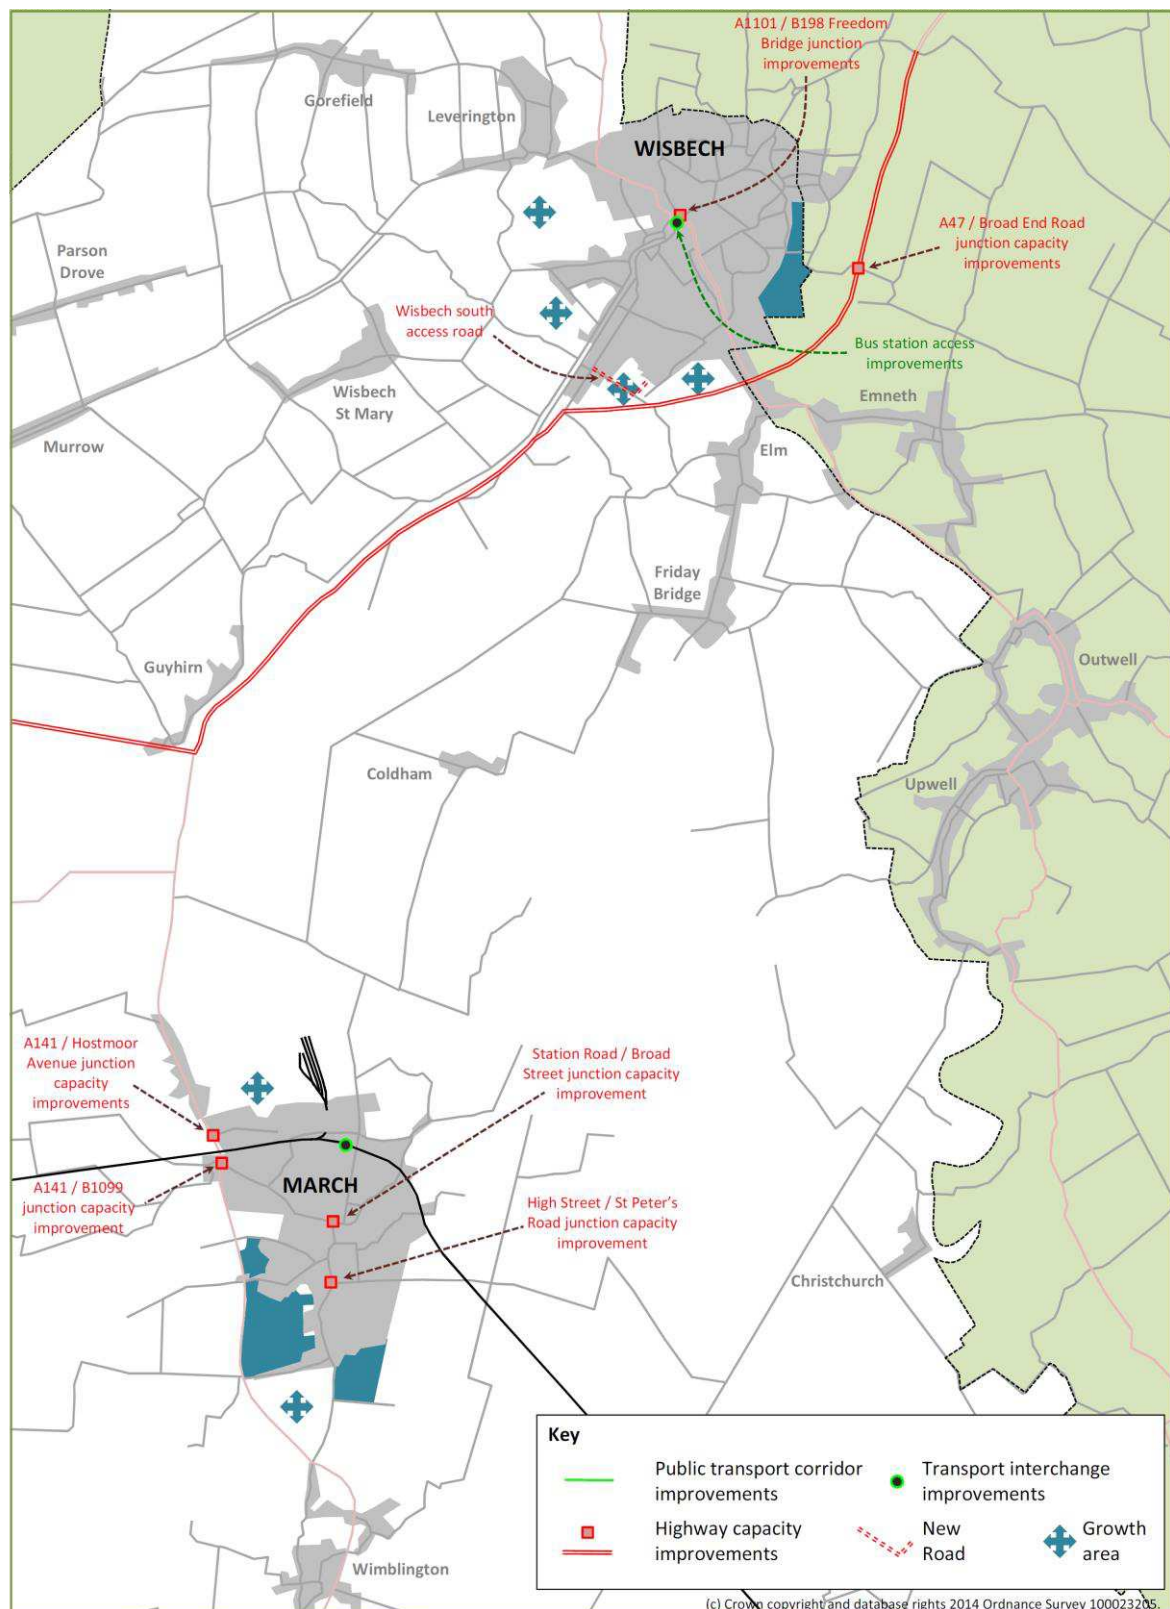 A1101 / B198 Freedom
Bridge junction
improvements
Gorefield
Leverington
WISBECH
A47 / Broad End Road
junction capacity
improvements
Parson
Drove
Wisbech south
access road
Bus station access
improvements
Wisbech
St Mary
Emneth
Murrow
Elm
Friday
Bridge
Guyhirn
Outwell
Coldham
Upwell
A141 / Hostmoor
Avenue junction
capacity
improvements
Station Road / Broad
Street junction capacity
improvement
MARCH
A141 / B1099
junction capacity
improvement
High Street / St Peter's
Road junction capacity
improvement
Christchurch
Wimblington
Key
Public transport corridor
improvements
Transport interchange
improvements
Highway capacity
improvements
New
Road
Growth
area
(c) Crown copyright and database rights 2014 Ordnance Survey 100023205.